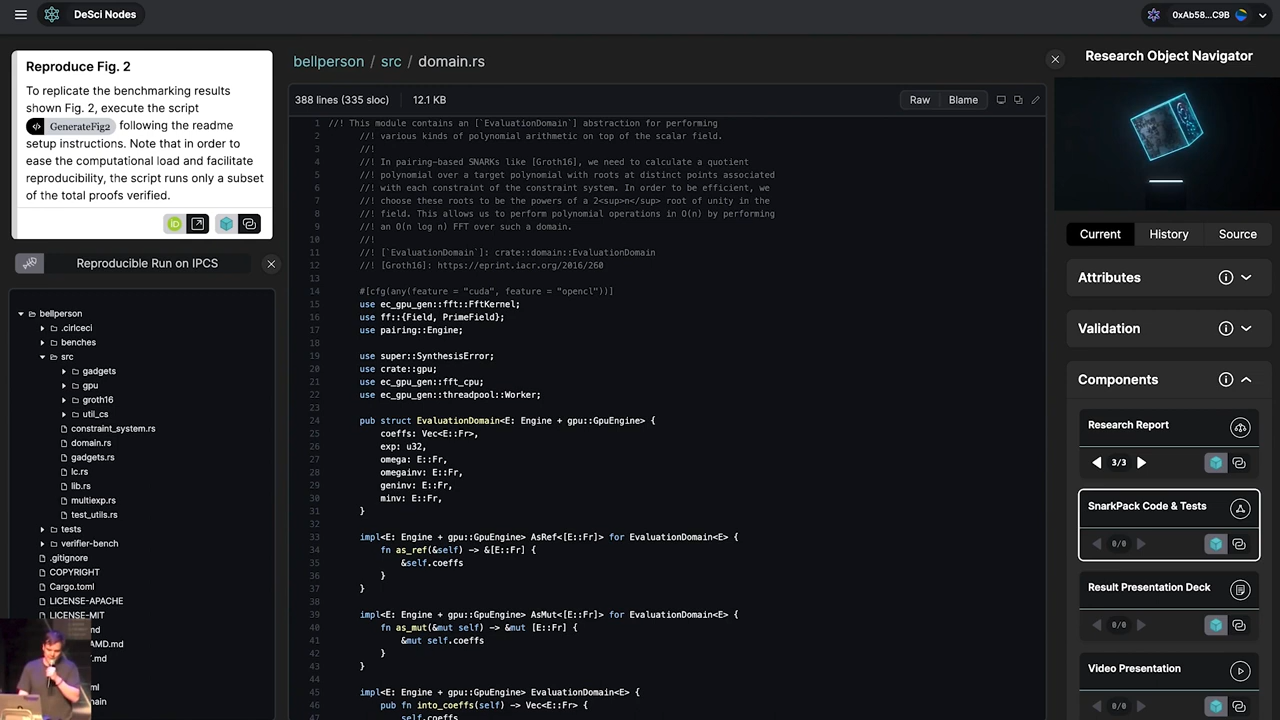 DeSci Nodes
0xAb58...C9B
Reproduce Fig. 2
To replicate the benchmarking results
shown Fig. 2, execute the script
GenerateFig2 following the readme
setup instructions. Note that in order to
ease the computational load and facilitate
reproducibility, the script runs only a subset
of the total proofs verified.
iD
Reproducible Run on IPCS
bellperson
.cirlceci
benches
src
gadgets
gpu
groth16
util_cs
constraint_system.rs
domain.rs
gadgets.rs
lc.rs
lib.rs
multiexp.rs
test_utils.rs
tests
verifier-bench
.gitignore
COPYRIGHT
Cargo.toml
LICENSE-APACHE
LICENSE-MIT
bellperson / src / domain.rs
388 lines (335 sloc) 12.1 KB
Raw Blame
1 //! This module contains an [`EvaluationDomain`] abstraction for performing
2 //! various kinds of polynomial arithmetic on top of the scalar field.
3 //!
4 //! In pairing-based SNARKs like [Groth16], we need to calculate a quotient
5 //! polynomial over a target polynomial with roots at distinct points associated
6 //! with each constraint of the constraint system. In order to be efficient, we
7 //! choose these roots to be the powers of a 2<sup>n</sup> root of unity in the
8 //! field. This allows us to perform polynomial operations in O(n) by performing
9 //! an O(n log n) FFT over such a domain.
10 //!
11 //! [`EvaluationDomain`]: crate::domain::EvaluationDomain
12 //! [Groth16]: https://eprint.iacr.org/2016/260
13
14 #[cfg(any(feature = "cuda", feature = "opencl"))]
15 use ec_gpu_gen::fft::FftKernel;
16 use ff::{Field, PrimeField};
17 use pairing::Engine;
18
19 use super::SynthesisError;
20 use crate::gpu;
21 use ec_gpu_gen::fft_cpu;
22 use ec_gpu_gen::threadpool::Worker;
23
24 pub struct EvaluationDomain<E: Engine + gpu::GpuEngine> {
25 coeffs: Vec<E::Fr>,
26 exp: u32,
27 omega: E::Fr,
28 omegainv: E::Fr,
29 geninv: E::Fr,
30 minv: E::Fr,
31 }
32
33 impl<E: Engine + gpu::GpuEngine> AsRef<[E::Fr]> for EvaluationDomain<E> {
34 fn as_ref(&self) -> &[E::Fr] {
35 &self.coeffs
36 }
37 }
38
39 impl<E: Engine + gpu::GpuEngine> AsMut<[E::Fr]> for EvaluationDomain<E> {
40 fn as_mut(&mut self) -> &mut [E::Fr] {
41 &mut self.coeffs
42 }
43 }
44
45 impl<E: Engine + gpu::GpuEngine> EvaluationDomain<E> {
46 pub fn into_coeffs(self) -> Vec<E::Fr> {
47 self.coeffs
Research Object Navigator
Current History Source
Attributes
Validation
Components
Research Report
3/3
SnarkPack Code & Tests
0/0
Result Presentation Deck
0/0
Video Presentation
0/0